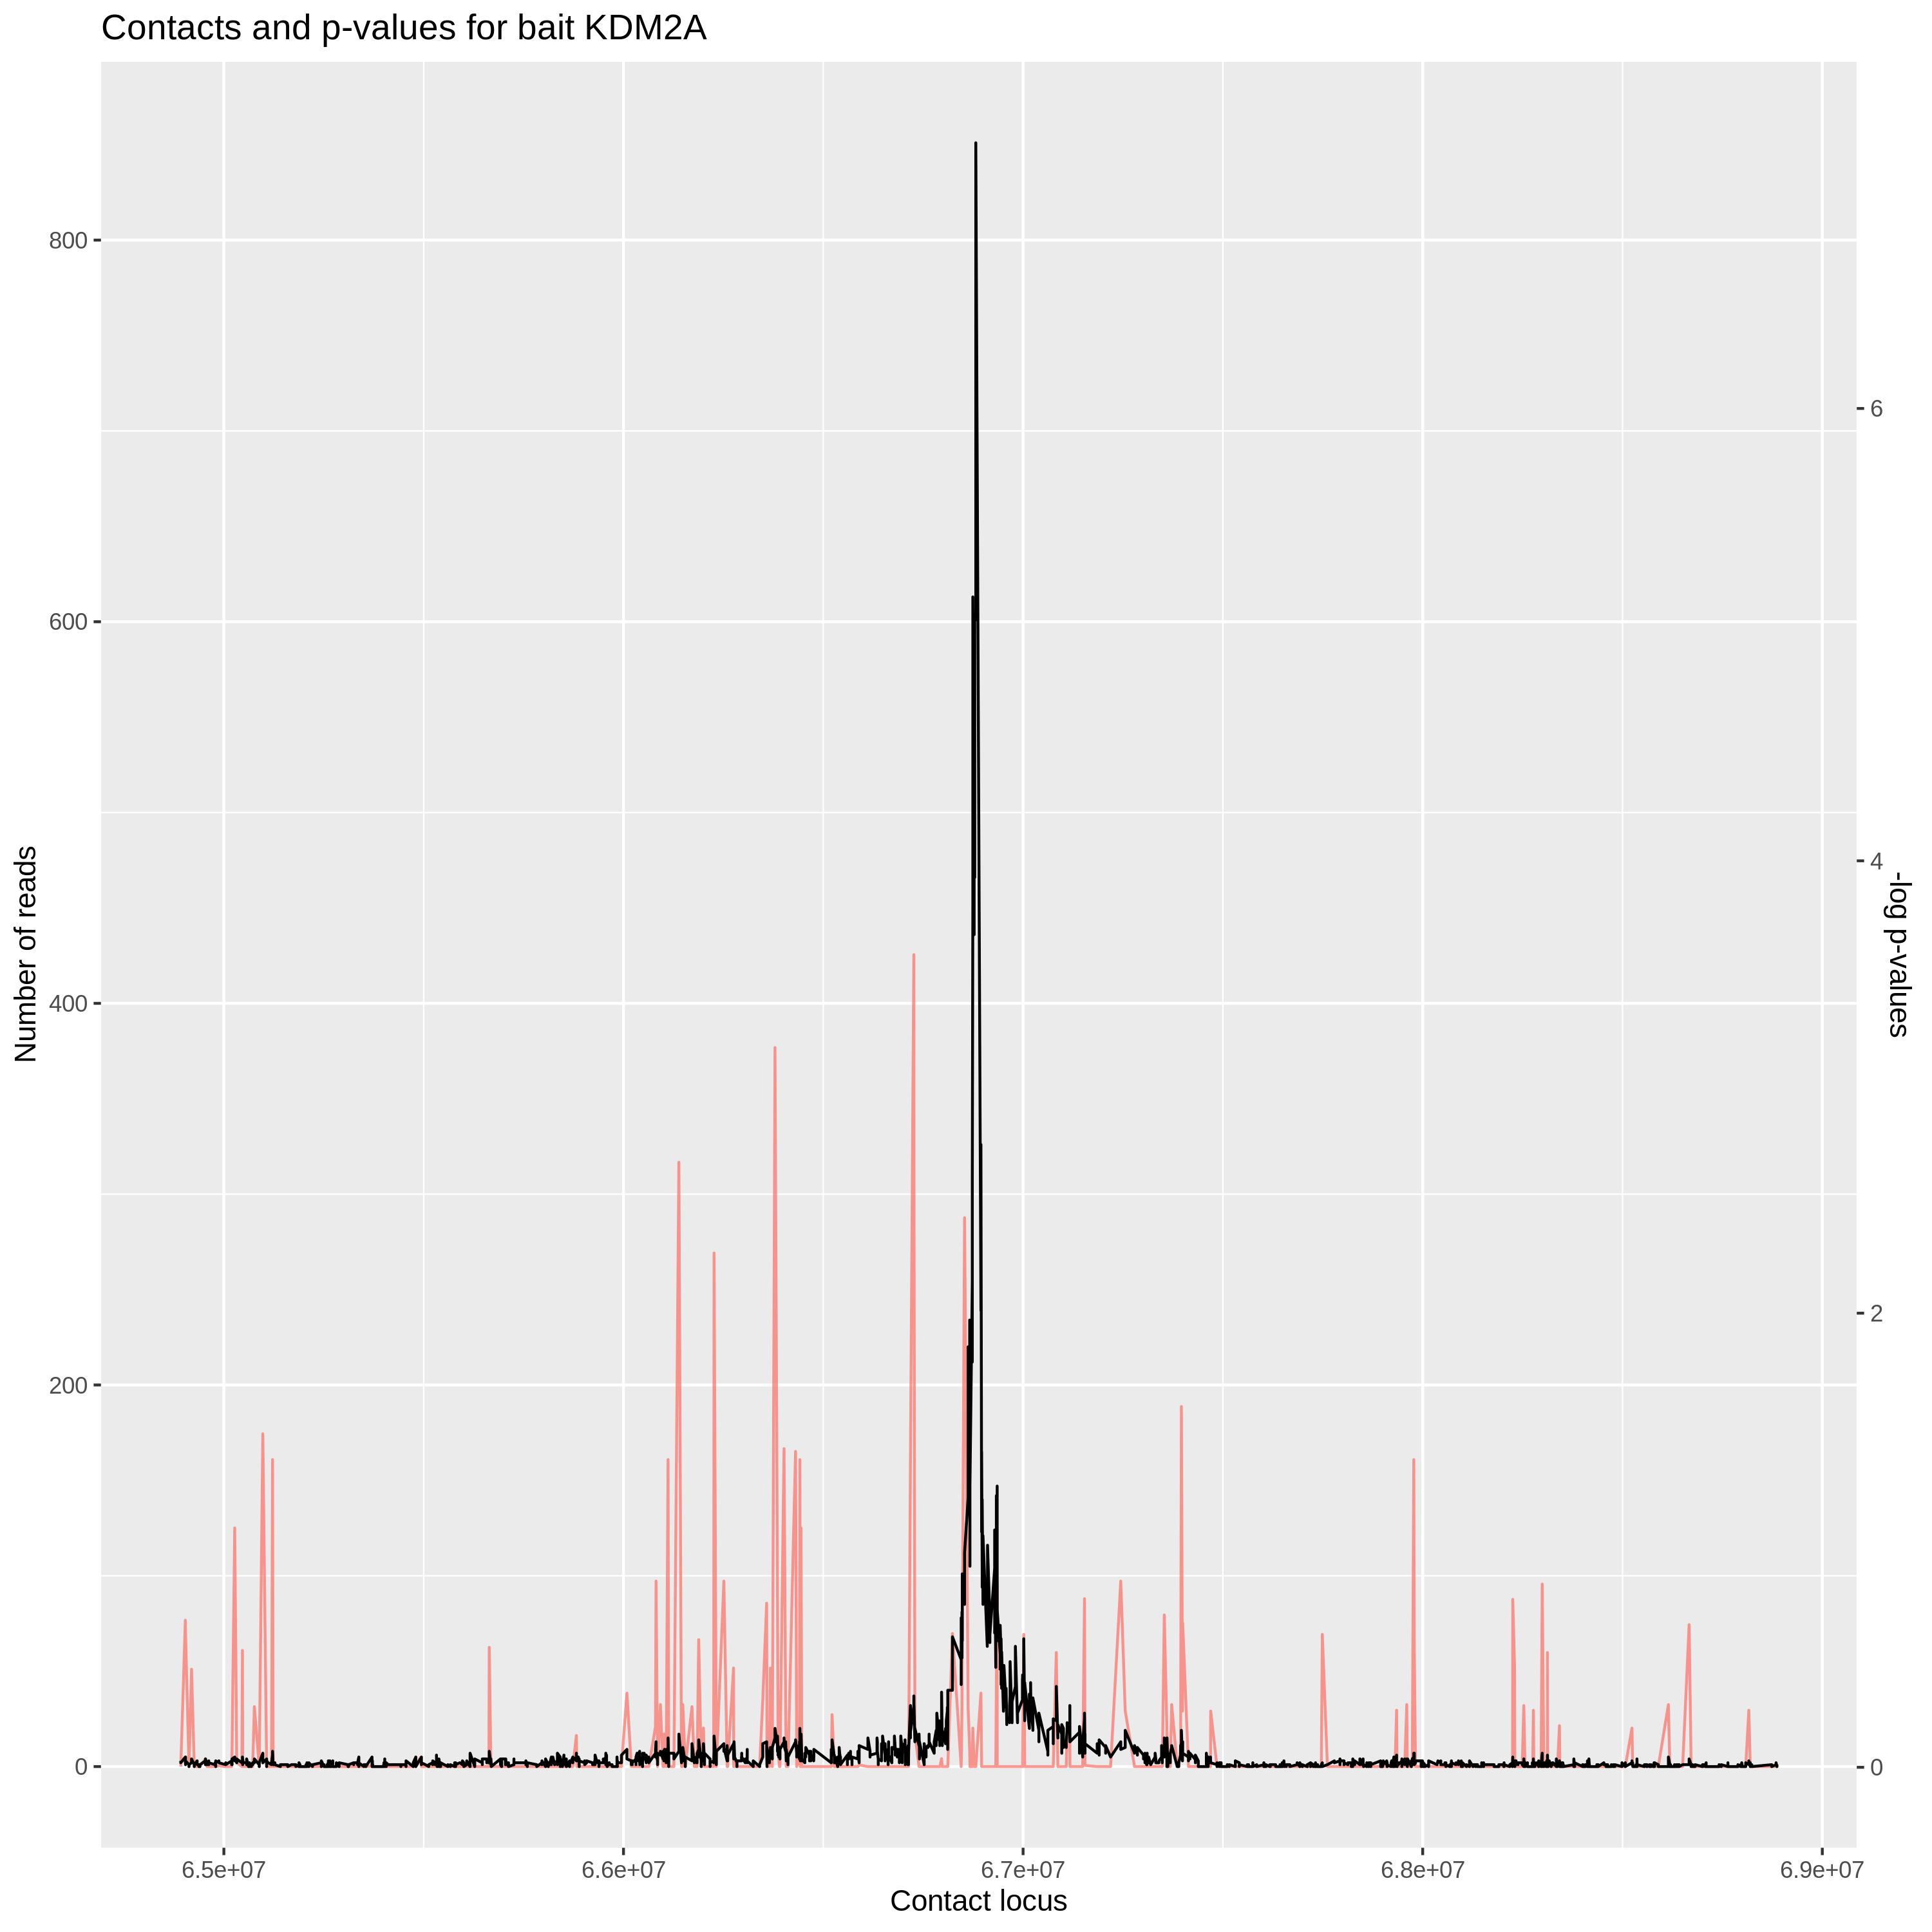 Contacts and p-values for bait KDM2A
800
600
400
200
0
Number of reads
6
4
2
0
-log p-values
6.5e+07
6.6e+07
6.7e+07
6.8e+07
6.9e+07
Contact locus